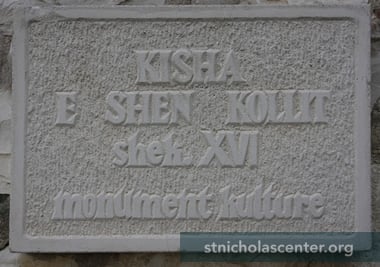 KISHA
E SHEN KOLLIT
shek. XVI
monument kulture
stnicholascenter.org